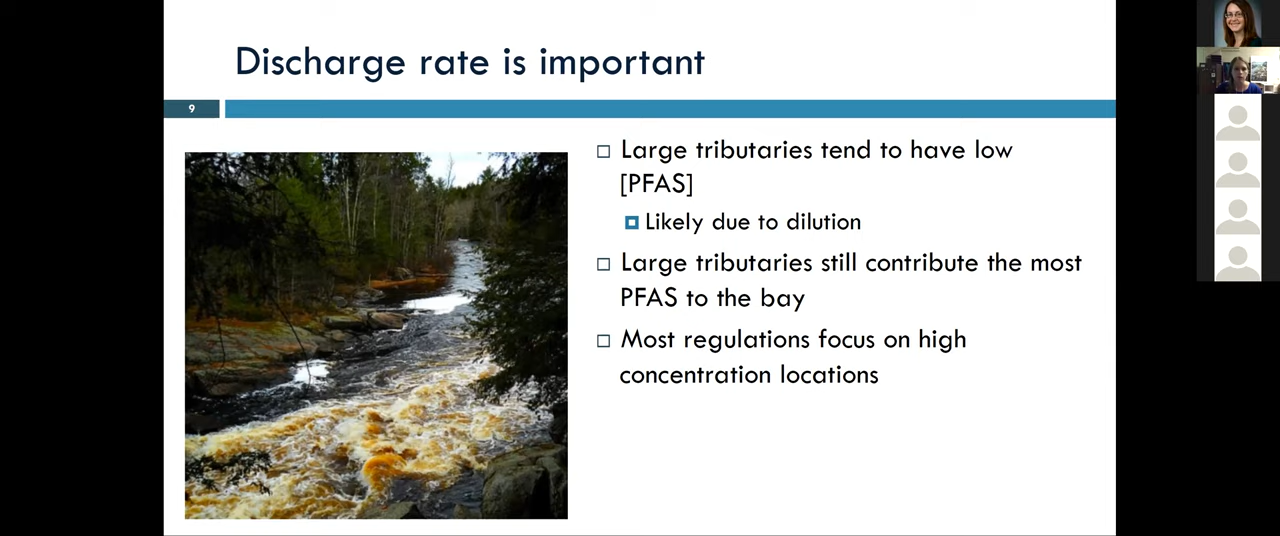 Discharge rate is important
9
Large tributaries tend to have low
[PFAS]
Likely due to dilution
Large tributaries still contribute the most
PFAS to the bay
Most regulations focus on high
concentration locations